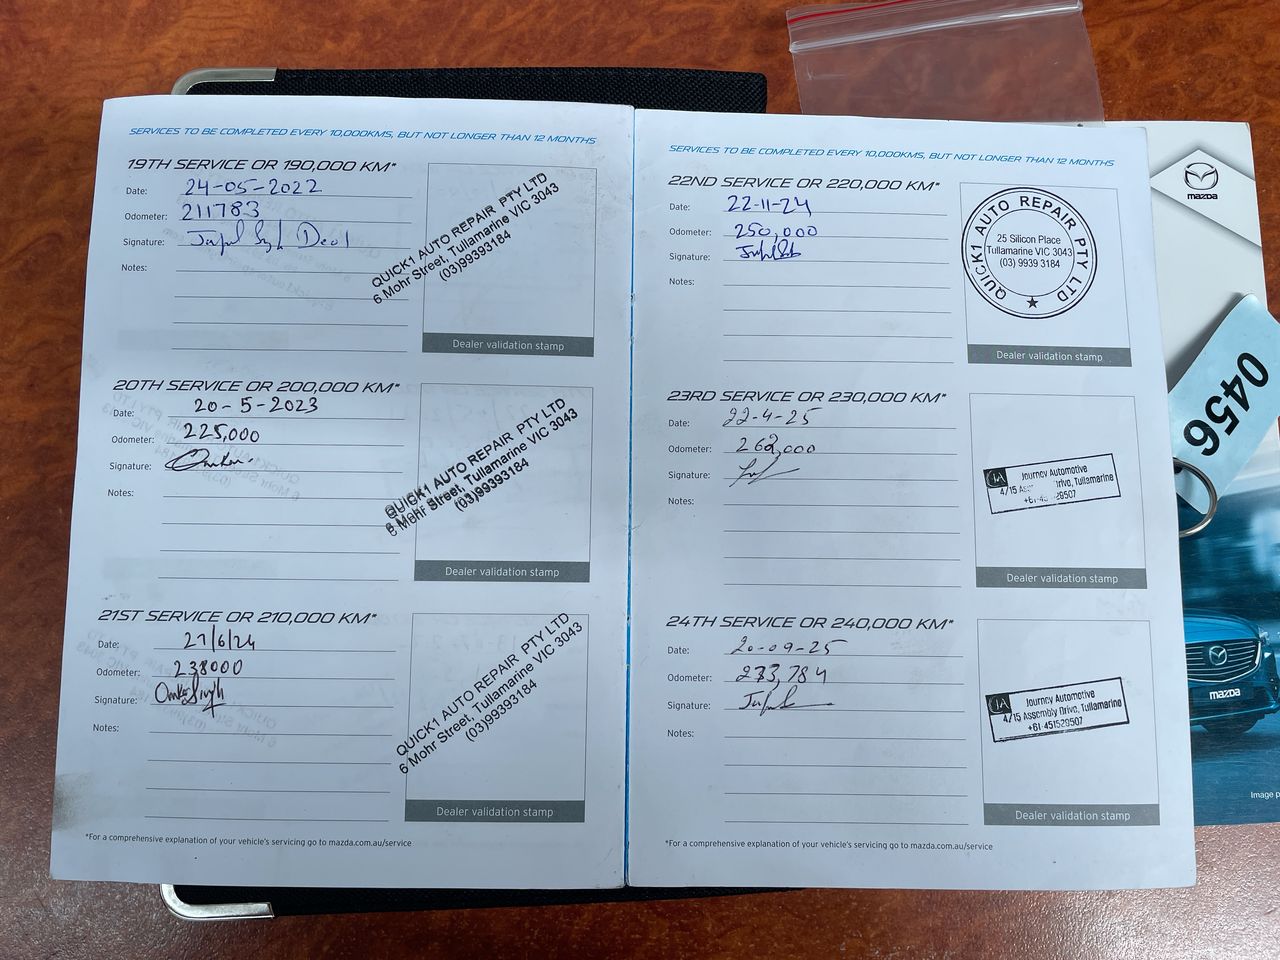 SERVICES TO BE COMPLETED EVERY 10,000KMS, BUT NOT LONGER THAN 12 MONTHS
19TH SERVICE OR 190,000 KM*
Date: 24-05-2022
Odometer: 211783
Signature:
Notes:
QUICK1 AUTO REPAIR PTY LTD
6 Mohr Street, Tullamarine VIC 3043
(03)99393184
Dealer validation stamp
20TH SERVICE OR 200,000 KM*
Date: 20-5-2023
Odometer: 225,000
Signature:
Notes:
QUICK1 AUTO REPAIR PTY LTD
6 Mohr Street, Tullamarine VIC 3043
(03)99393184
Dealer validation stamp
21ST SERVICE OR 210,000 KM*
Date: 27/6/24
Odometer: 238000
Signature:
Notes:
QUICK1 AUTO REPAIR PTY LTD
6 Mohr Street, Tullamarine VIC 3043
(03)99393184
Dealer validation stamp
*For a comprehensive explanation of your vehicle's servicing go to mazda.com.au/service
SERVICES TO BE COMPLETED EVERY 10,000KMS, BUT NOT LONGER THAN 12 MONTHS
22ND SERVICE OR 220,000 KM*
Date: 22-11-24
Odometer: 250,000
Signature:
Notes:
QUICK1 AUTO REPAIR PTY LTD
25 Silicon Place
Tullamarine VIC 3043
(03) 9939 3184
Dealer validation stamp
23RD SERVICE OR 230,000 KM*
Date: 22-4-25
Odometer: 262,000
Signature:
Notes:
JA Journey Automotive
4/15 Drive, Tullamarine
Dealer validation stamp
24TH SERVICE OR 240,000 KM*
Date: 20-09-25
Odometer: 273,784
Signature:
Notes:
JA Journey Automotive
4/15 Assembly Drive, Tullamarine
+61-451529507
Dealer validation stamp
*For a comprehensive explanation of your vehicle's servicing go to mazda.com.au/service
mazda
0456
mazda
Image